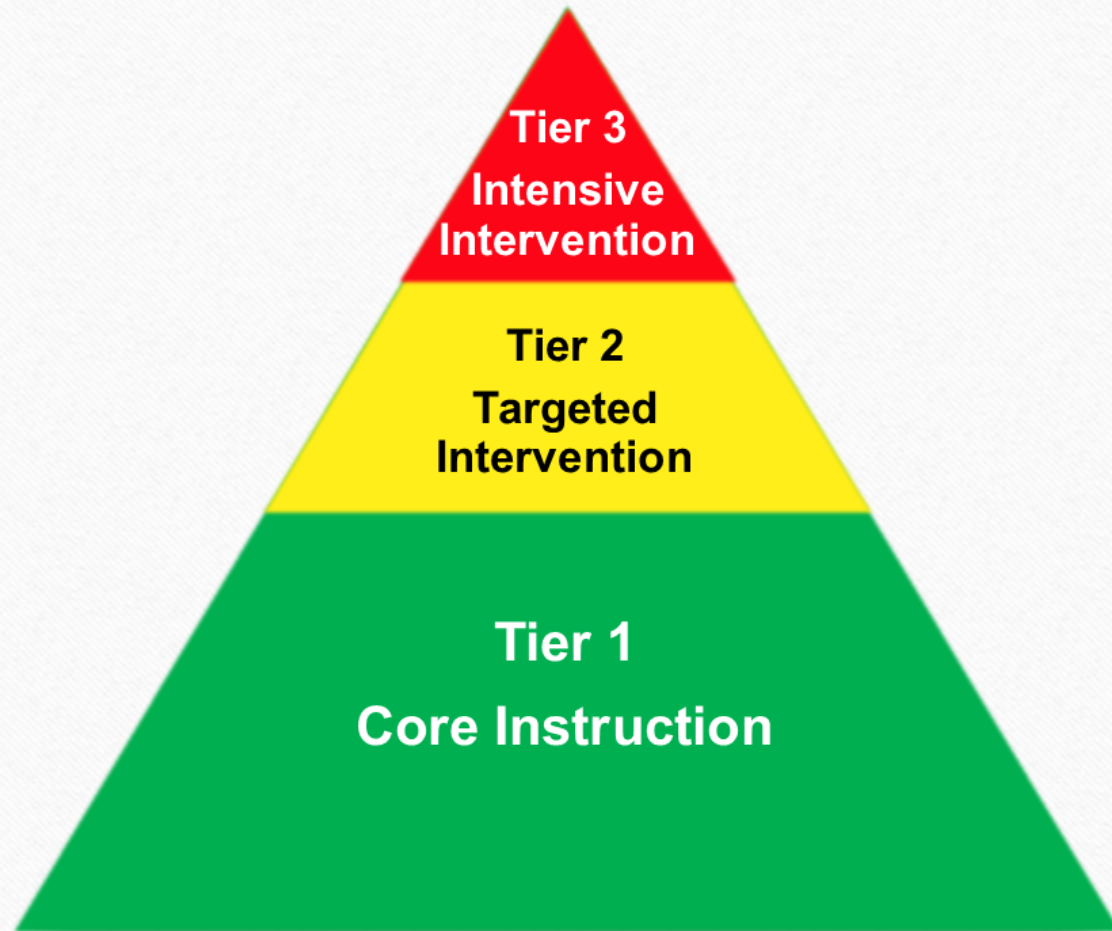 Tier 3
Intensive
Intervention
Tier 2
Targeted
Intervention
Tier 1
Core Instruction